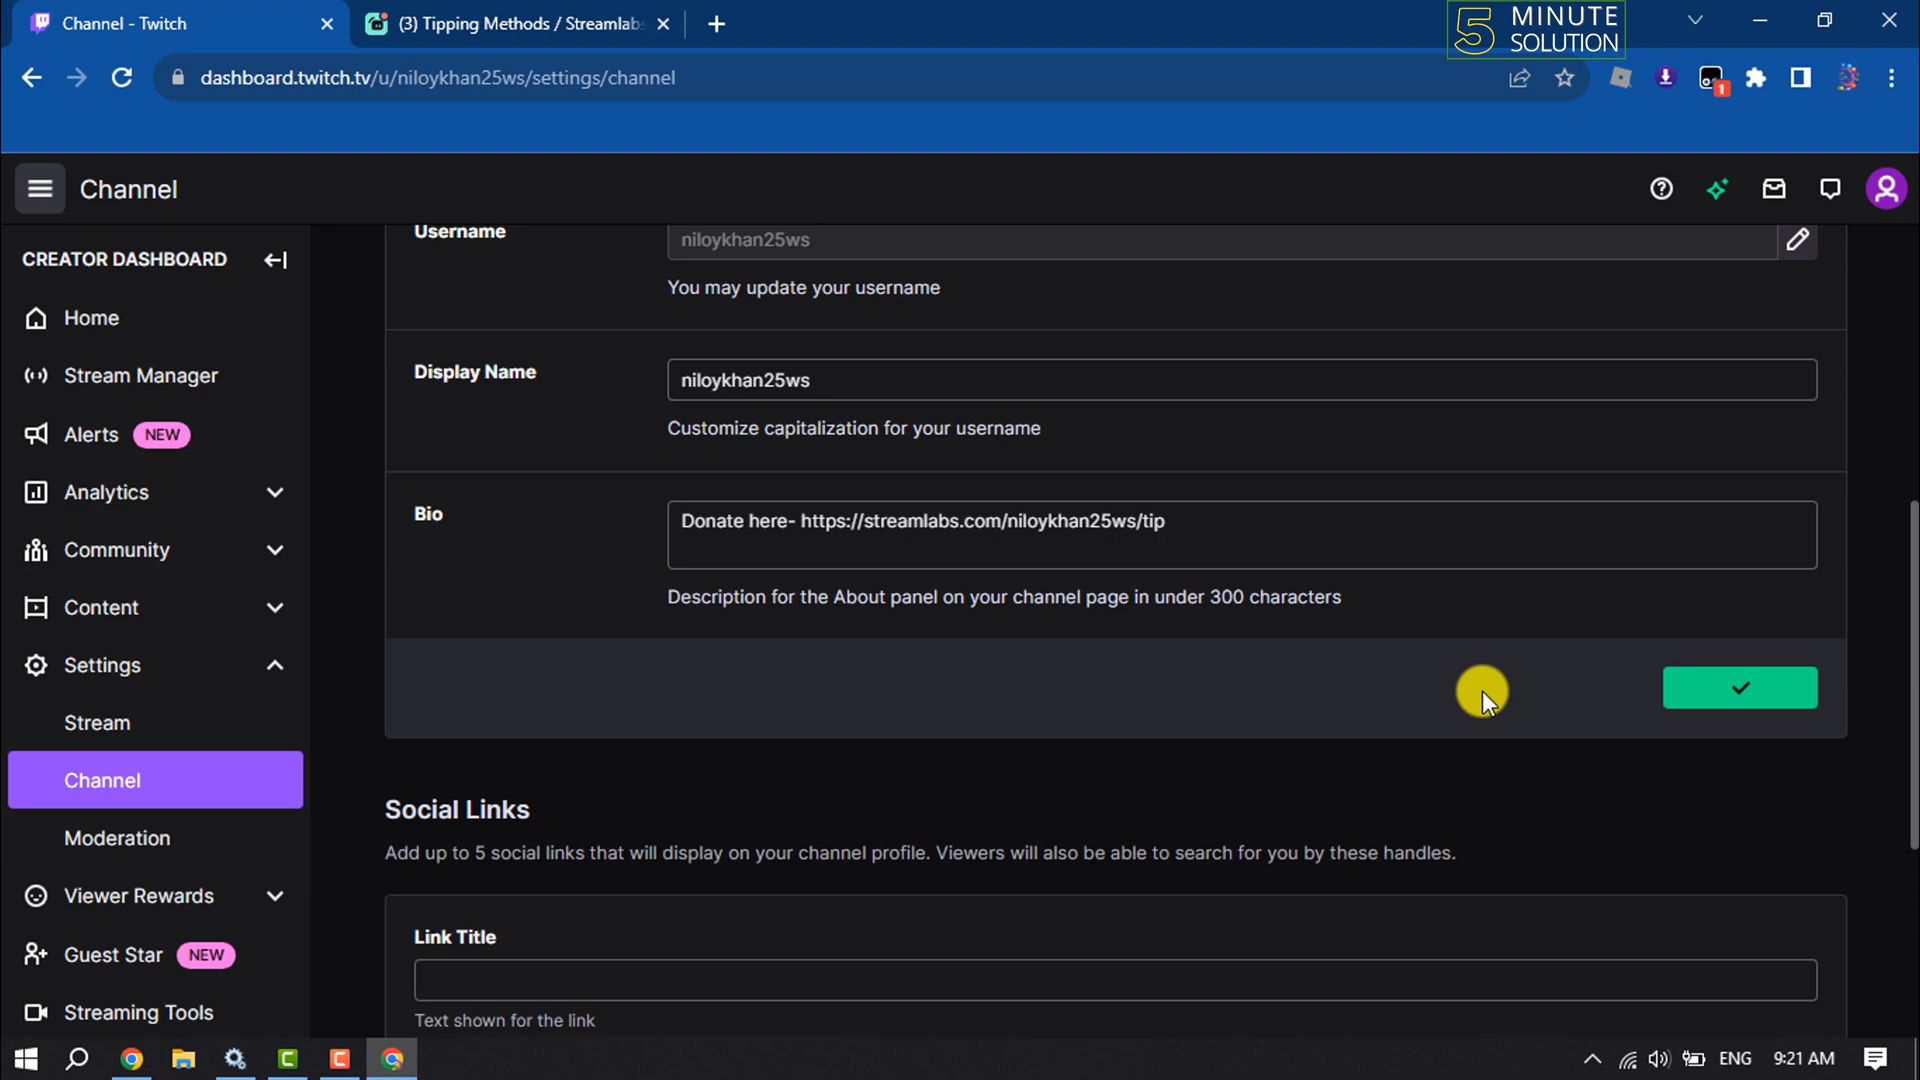 Channel - Twitch
(3) Tipping Methods / Streamlabs
5 MINUTE
SOLUTION
dashboard.twitch.tv/u/niloykhan25ws/settings/channel
1
Channel
CREATOR DASHBOARD
Home
Stream Manager
Alerts NEW
Analytics
Community
Content
Settings
Stream
Channel
Moderation
Viewer Rewards
Guest Star NEW
Streaming Tools
Username
niloykhan25ws
You may update your username
Display Name
niloykhan25ws
Customize capitalization for your username
Bio
Donate here- https://streamlabs.com/niloykhan25ws/tip
Description for the About panel on your channel page in under 300 characters
Social Links
Add up to 5 social links that will display on your channel profile. Viewers will also be able to search for you by these handles.
Link Title
Text shown for the link
ENG
9:21 AM